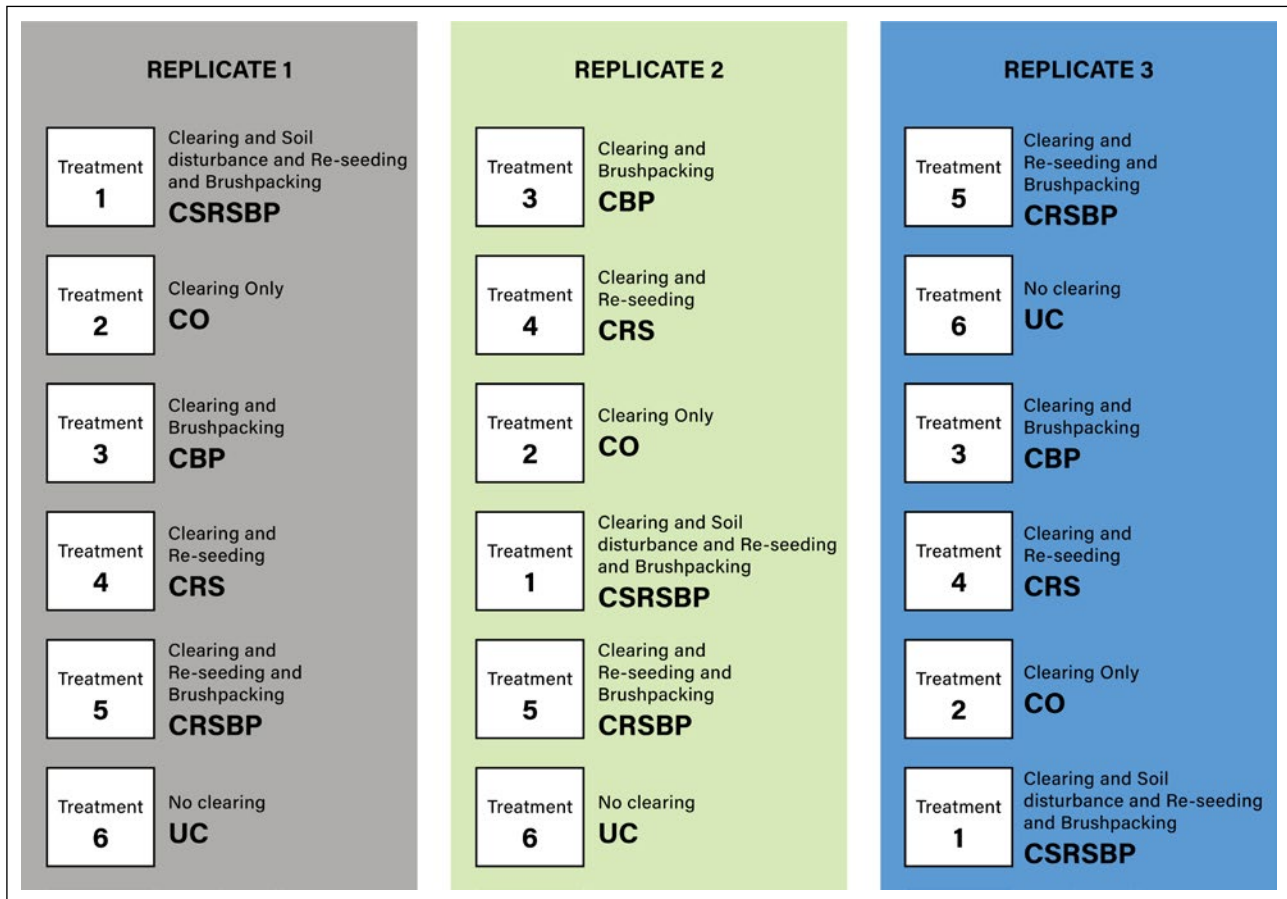 REPLICATE 1
Treatment
1
Clearing and Soil
disturbance and Re-seeding
and Brushpacking
CSRSBP
Treatment
2
Clearing Only
CO
Treatment
3
Clearing and
Brushpacking
CBP
Treatment
4
Clearing and
Re-seeding
CRS
Treatment
5
Clearing and
Re-seeding and
Brushpacking
CRSBP
Treatment
6
No clearing
UC
REPLICATE 2
Treatment
3
Clearing and
Brushpacking
CBP
Treatment
4
Clearing and
Re-seeding
CRS
Treatment
2
Clearing Only
CO
Treatment
1
Clearing and Soil
disturbance and Re-seeding
and Brushpacking
CSRSBP
Treatment
5
Clearing and
Re-seeding and
Brushpacking
CRSBP
Treatment
6
No clearing
UC
REPLICATE 3
Treatment
5
Clearing and
Re-seeding and
Brushpacking
CRSBP
Treatment
6
No clearing
UC
Treatment
3
Clearing and
Brushpacking
CBP
Treatment
4
Clearing and
Re-seeding
CRS
Treatment
2
Clearing Only
CO
Treatment
1
Clearing and Soil
disturbance and Re-seeding
and Brushpacking
CSRSBP